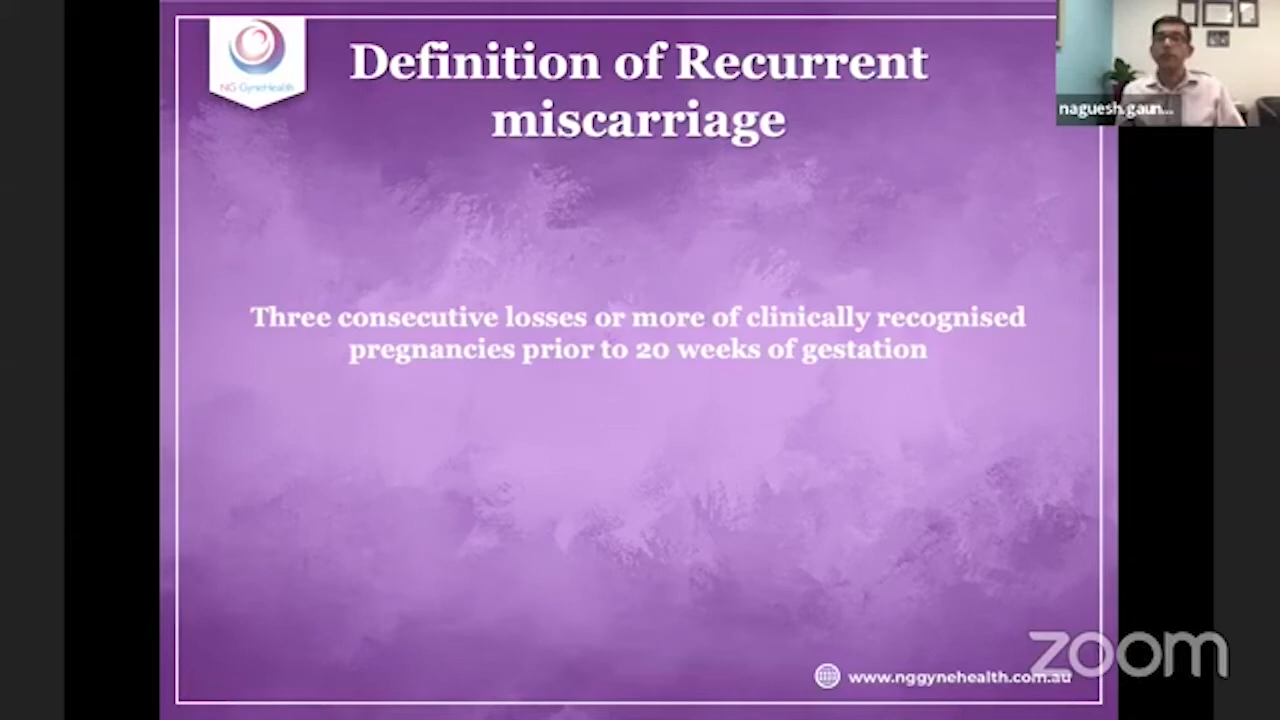 Definition of Recurrent
miscarriage
NG GyneHealth
naguesh.gaun...
Three consecutive losses or more of clinically recognised
pregnancies prior to 20 weeks of gestation
zoom
www.nggynehealth.com.au